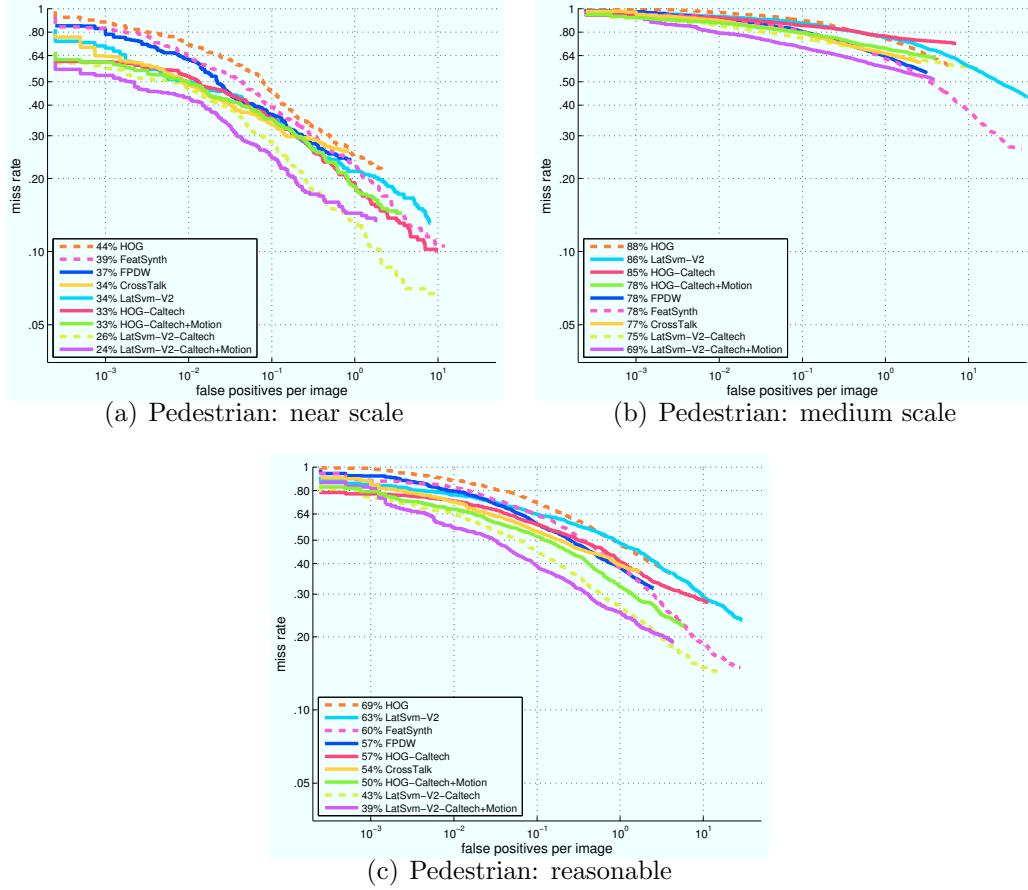 1
.80
.64
.50
.40
.30
.20
.10
.05
miss rate
44% HOG
39% FeatSynth
37% FPDW
34% CrossTalk
34% LatSvm−V2
33% HOG−Caltech
33% HOG−Caltech+Motion
26% LatSvm−V2−Caltech
24% LatSvm−V2−Caltech+Motion
10−3 10−2 10−1 100 101
false positives per image
(a) Pedestrian: near scale
1
.80
.64
.50
.40
.30
.20
.10
.05
miss rate
88% HOG
86% LatSvm−V2
85% HOG−Caltech
78% HOG−Caltech+Motion
78% FPDW
78% FeatSynth
77% CrossTalk
75% LatSvm−V2−Caltech
69% LatSvm−V2−Caltech+Motion
10−3 10−2 10−1 100 101
false positives per image
(b) Pedestrian: medium scale
1
.80
.64
.50
.40
.30
.20
.10
.05
miss rate
69% HOG
63% LatSvm−V2
60% FeatSynth
57% FPDW
57% HOG−Caltech
54% CrossTalk
50% HOG−Caltech+Motion
43% LatSvm−V2−Caltech
39% LatSvm−V2−Caltech+Motion
10−3 10−2 10−1 100 101
false positives per image
(c) Pedestrian: reasonable